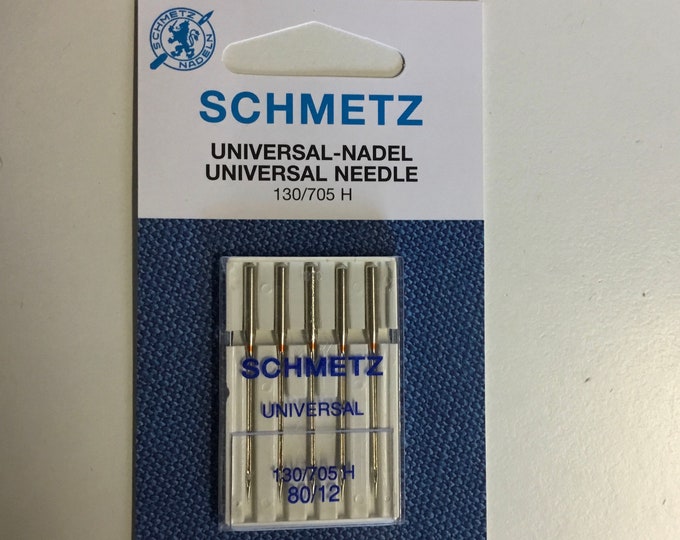 SCHMETZ
NADELN
SCHMETZ
UNIVERSAL-NADEL
UNIVERSAL NEEDLE
130/705 H
SCHMETZ
UNIVERSAL
130/705 H
80/12